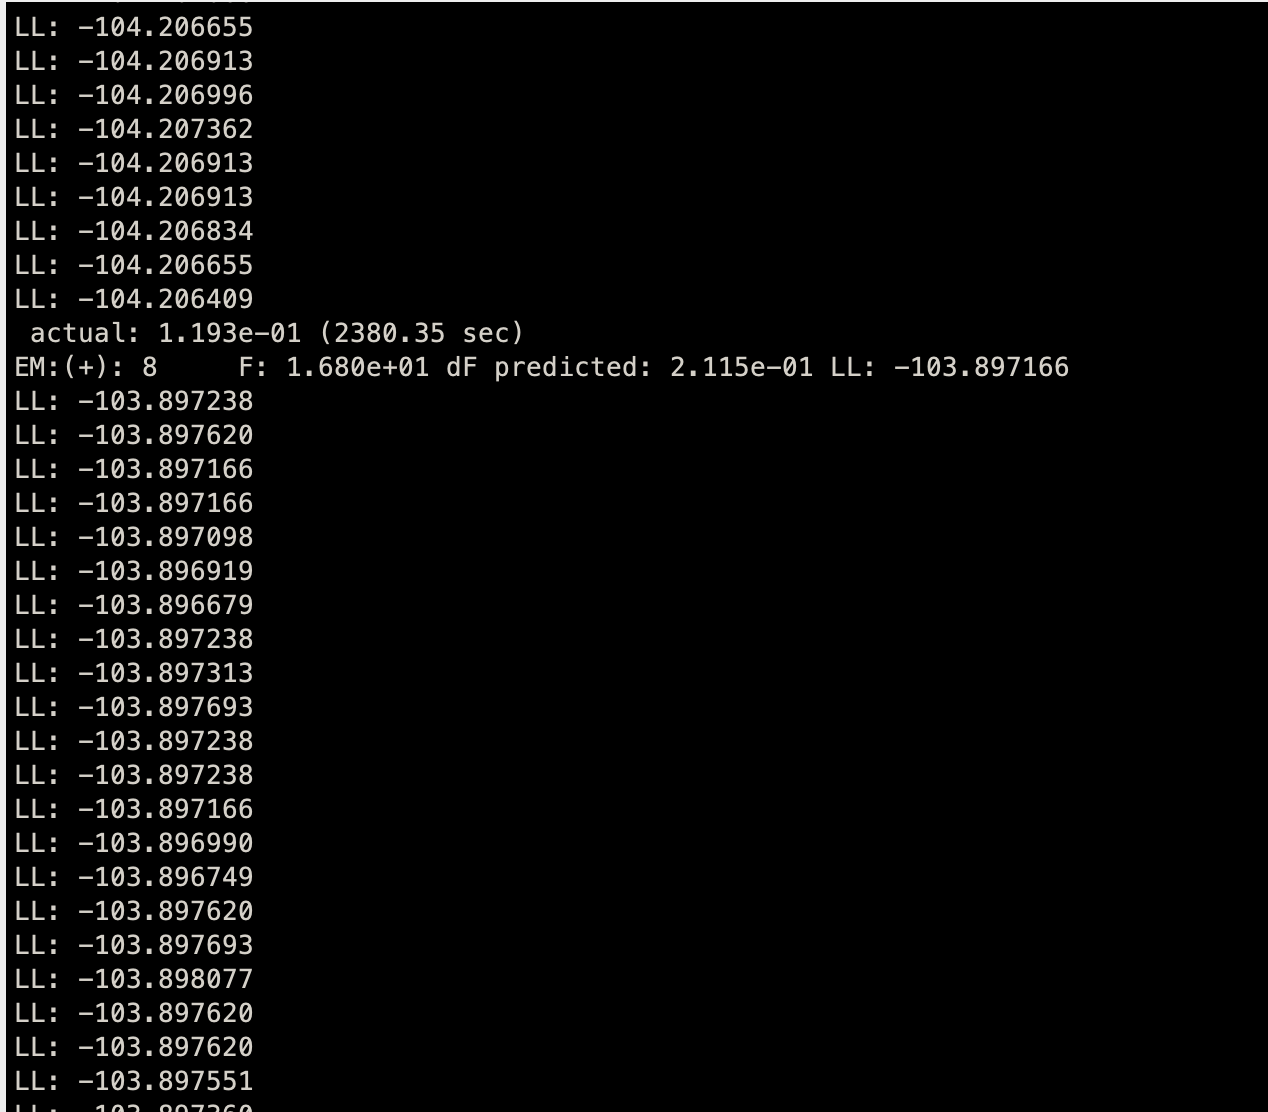 LL: -104.206655
LL: -104.206913
LL: -104.206996
LL: -104.207362
LL: -104.206913
LL: -104.206913
LL: -104.206834
LL: -104.206655
LL: -104.206409
actual: 1.193e-01 (2380.35 sec)
EM:(+): 8     F: 1.680e+01 dF predicted: 2.115e-01 LL: -103.897166
LL: -103.897238
LL: -103.897620
LL: -103.897166
LL: -103.897166
LL: -103.897098
LL: -103.896919
LL: -103.896679
LL: -103.897238
LL: -103.897313
LL: -103.897693
LL: -103.897238
LL: -103.897238
LL: -103.897166
LL: -103.896990
LL: -103.896749
LL: -103.897620
LL: -103.897693
LL: -103.898077
LL: -103.897620
LL: -103.897620
LL: -103.897551